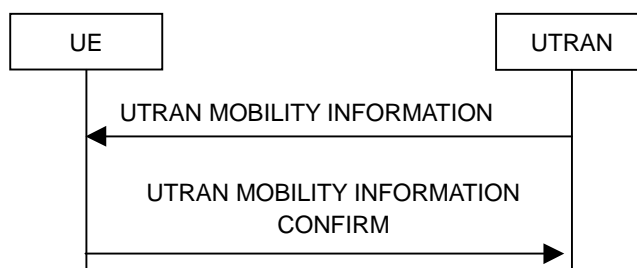 UE
UTRAN
UTRAN MOBILITY INFORMATION
UTRAN MOBILITY INFORMATION
CONFIRM